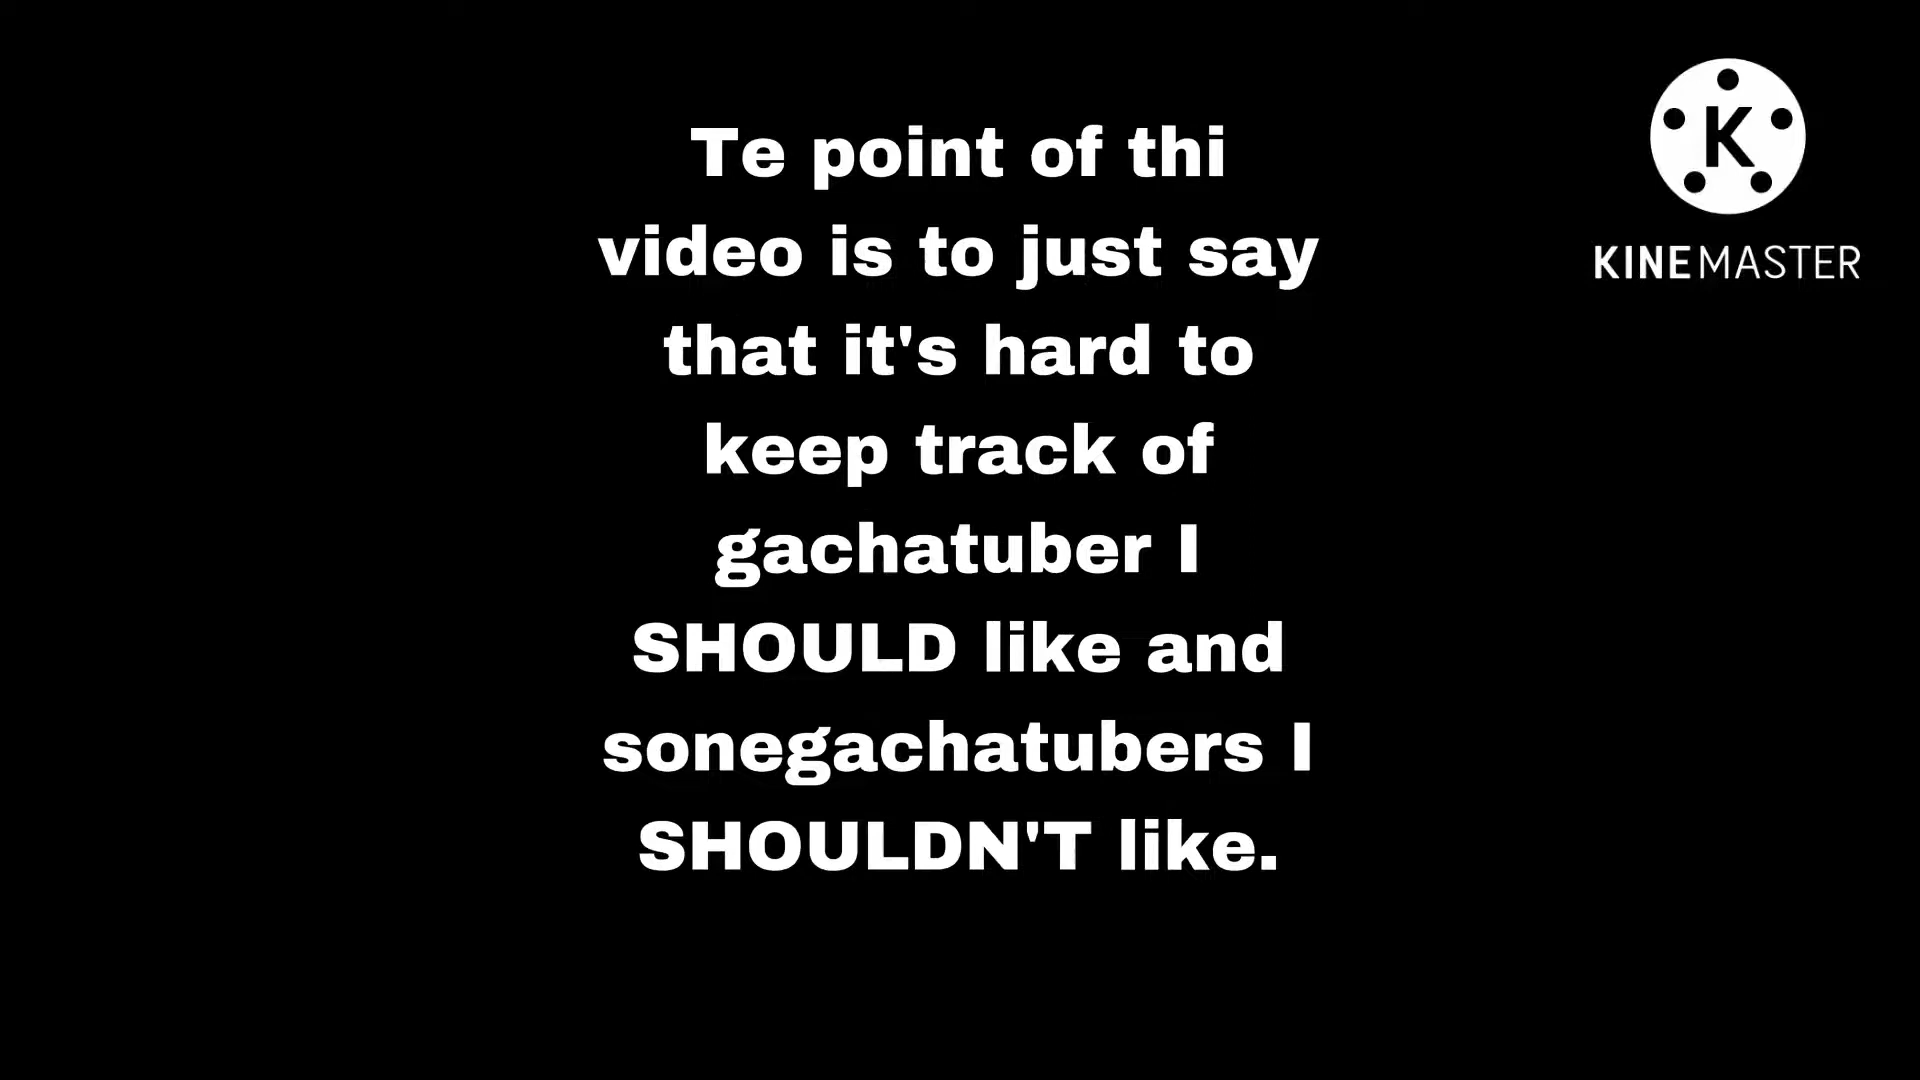 Te point of thi
video is to just say
that it's hard to
keep track of
gachatuber I
SHOULD like and
sonegachatubers I
SHOULDN'T like.
K
KINEMASTER